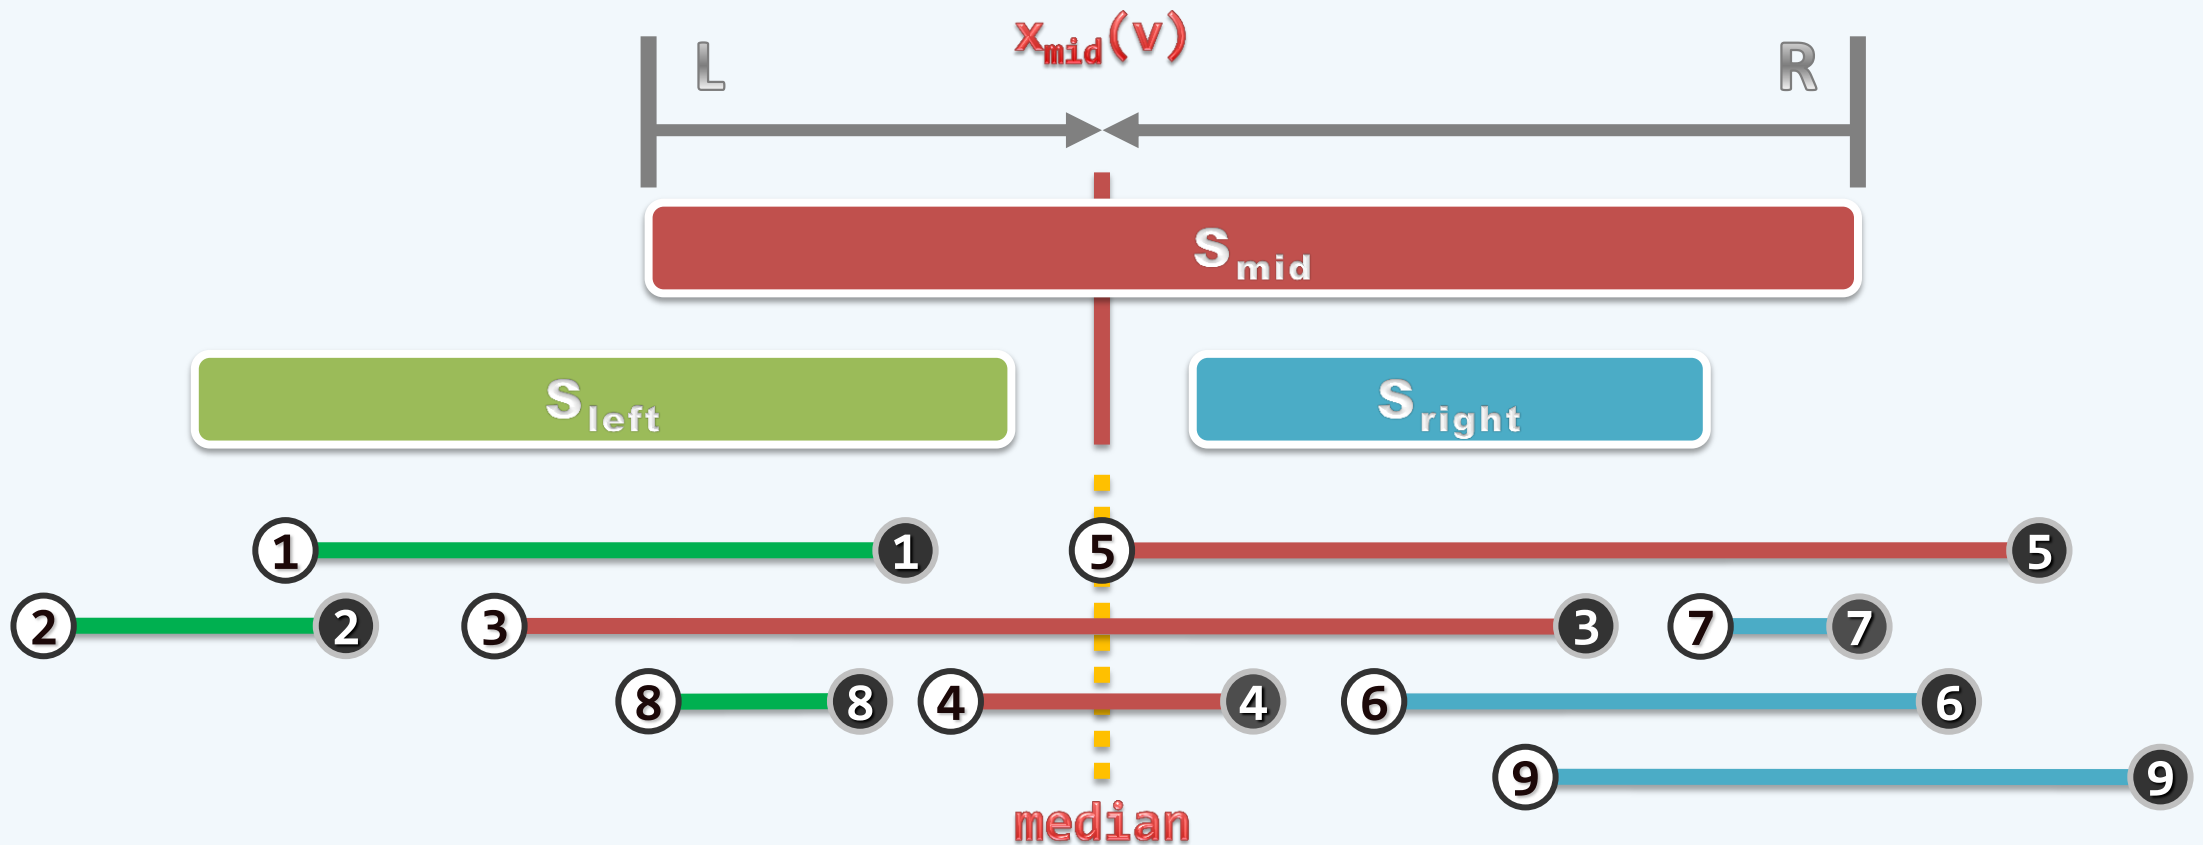 x_mid(v)
L R
S_mid
S_left S_right
1 1 5 5
2 2 3 3 7 7
8 8 4 4 6 6
9 9
median